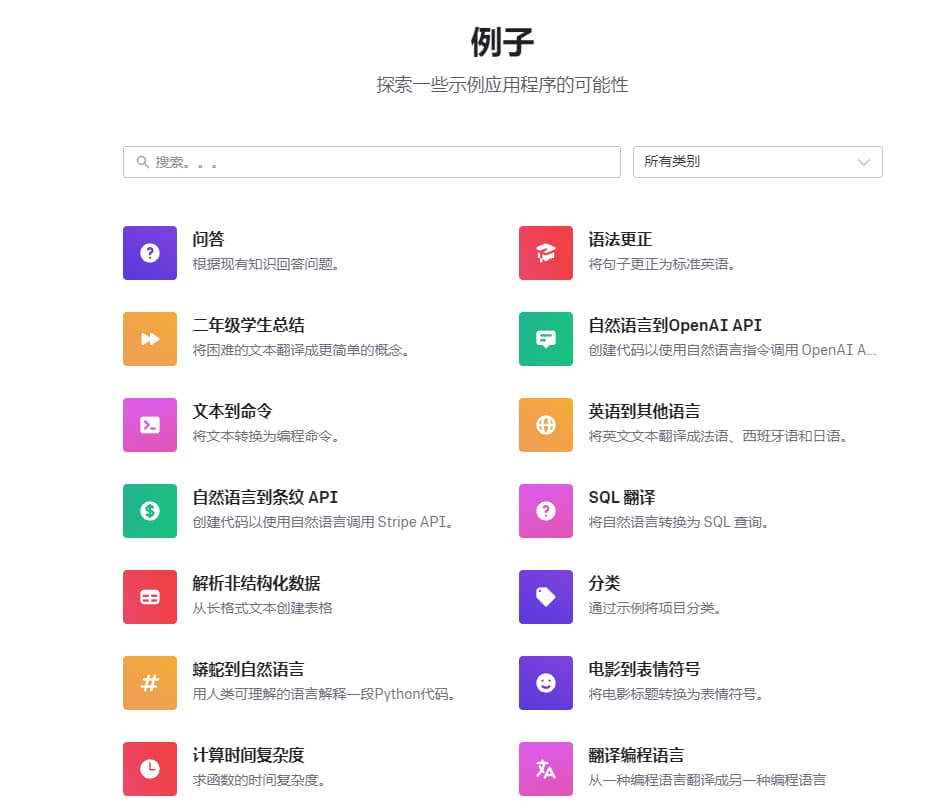 例子
探索一些示例应用程序的可能性
搜索。。。
所有类别
问答
根据现有知识回答问题。
语法更正
将句子更正为标准英语。
二年级学生总结
将困难的文本翻译成更简单的概念。
自然语言到OpenAI API
创建代码以使用自然语言指令调用 OpenAI A...
文本到命令
将文本转换为编程命令。
英语到其他语言
将英文文本翻译成法语、西班牙语和日语。
自然语言到条纹 API
创建代码以使用自然语言调用 Stripe API。
SQL 翻译
将自然语言转换为 SQL 查询。
解析非结构化数据
从长格式文本创建表格
分类
通过示例将项目分类。
蟒蛇到自然语言
用人类可理解的语言解释一段Python代码。
电影到表情符号
将电影标题转换为表情符号。
计算时间复杂度
求函数的时间复杂度。
翻译编程语言
从一种编程语言翻译成另一种编程语言